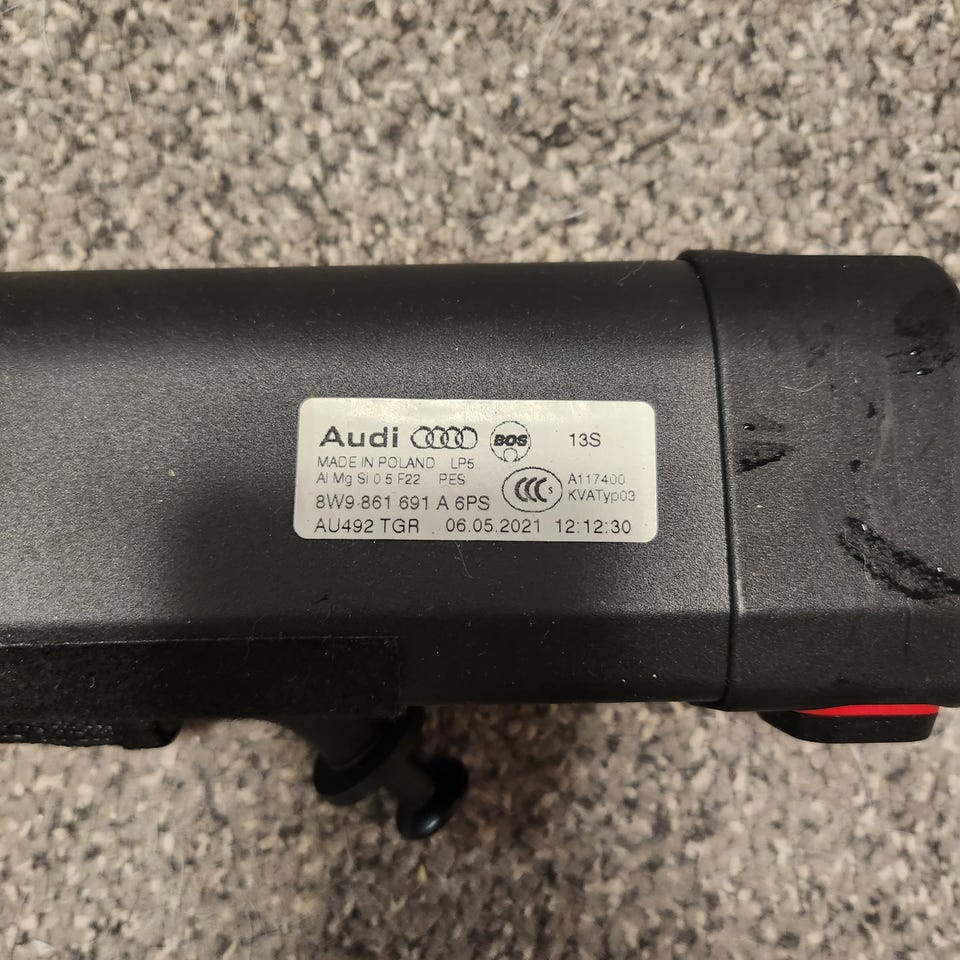 Audi BOS 13S
MADE IN POLAND LP5
Al Mg Si 0 5 F22 PES
CCC S A117400
KVATyp03
8W9 861 691 A 6PS
AU492 TGR 06.05.2021 12:12:30